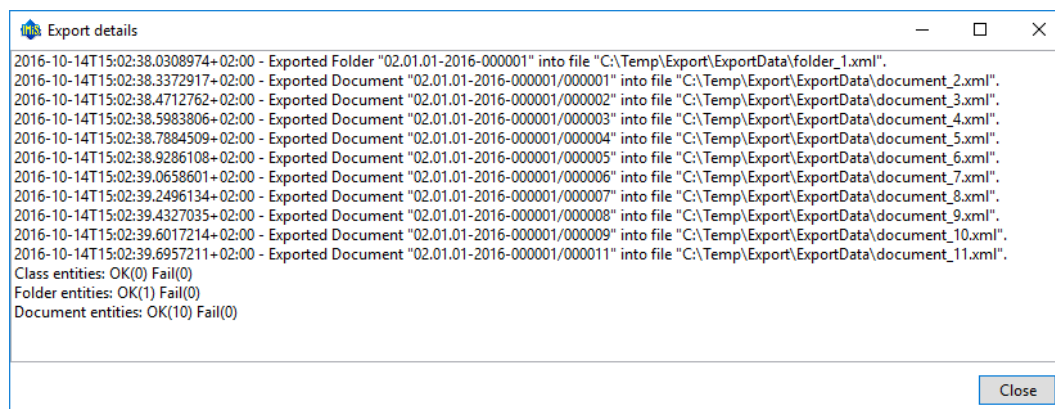 IMiS Export details
2016-10-14T15:02:38.0308974+02:00 - Exported Folder "02.01.01-2016-000001" into file "C:\Temp\Export\ExportData\folder_1.xml".
2016-10-14T15:02:38.3372917+02:00 - Exported Document "02.01.01-2016-000001/000001" into file "C:\Temp\Export\ExportData\document_2.xml".
2016-10-14T15:02:38.4712762+02:00 - Exported Document "02.01.01-2016-000001/000002" into file "C:\Temp\Export\ExportData\document_3.xml".
2016-10-14T15:02:38.5983806+02:00 - Exported Document "02.01.01-2016-000001/000003" into file "C:\Temp\Export\ExportData\document_4.xml".
2016-10-14T15:02:38.7884509+02:00 - Exported Document "02.01.01-2016-000001/000004" into file "C:\Temp\Export\ExportData\document_5.xml".
2016-10-14T15:02:38.9286108+02:00 - Exported Document "02.01.01-2016-000001/000005" into file "C:\Temp\Export\ExportData\document_6.xml".
2016-10-14T15:02:39.0658601+02:00 - Exported Document "02.01.01-2016-000001/000006" into file "C:\Temp\Export\ExportData\document_7.xml".
2016-10-14T15:02:39.2496134+02:00 - Exported Document "02.01.01-2016-000001/000007" into file "C:\Temp\Export\ExportData\document_8.xml".
2016-10-14T15:02:39.4327035+02:00 - Exported Document "02.01.01-2016-000001/000008" into file "C:\Temp\Export\ExportData\document_9.xml".
2016-10-14T15:02:39.6017214+02:00 - Exported Document "02.01.01-2016-000001/000009" into file "C:\Temp\Export\ExportData\document_10.xml".
2016-10-14T15:02:39.6957211+02:00 - Exported Document "02.01.01-2016-000001/000011" into file "C:\Temp\Export\ExportData\document_11.xml".
Class entities: OK(0) Fail(0)
Folder entities: OK(1) Fail(0)
Document entities: OK(10) Fail(0)
Close